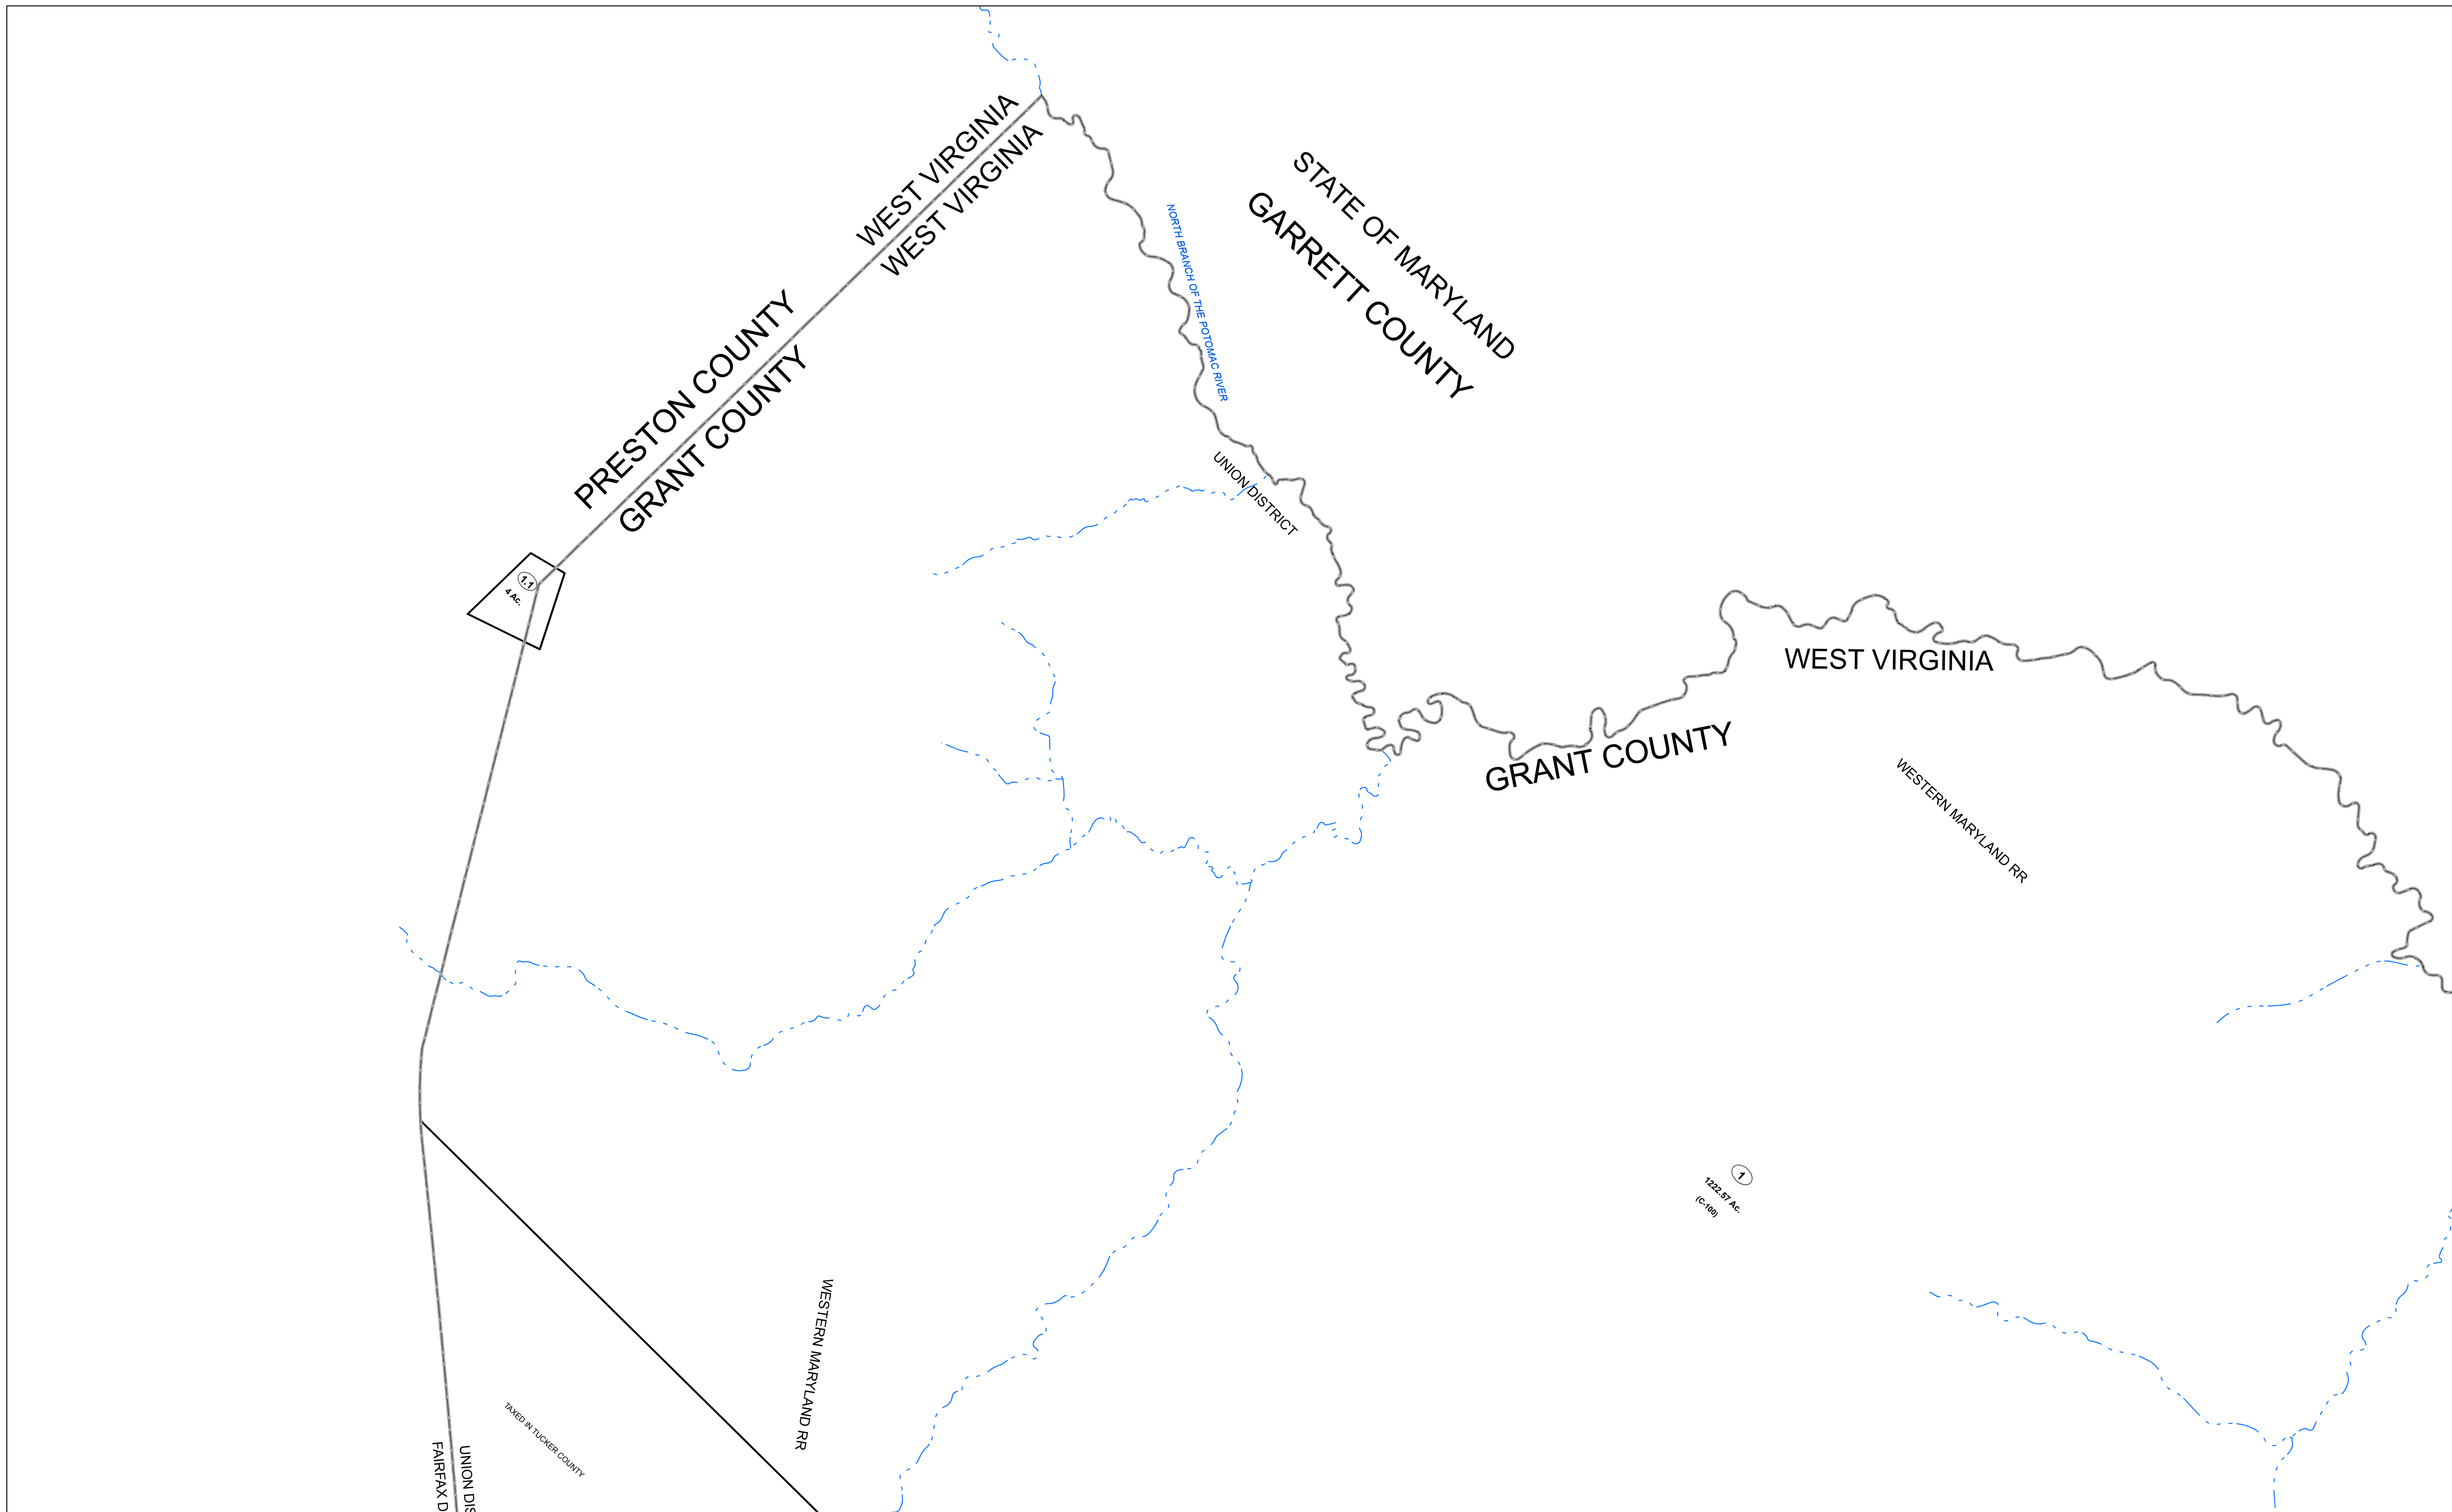 WEST VIRGINIA
WEST VIRGINIA
STATE OF MARYLAND
GARRETT COUNTY
NORTH BRANCH OF THE POTOMAC RIVER
PRESTON COUNTY
GRANT COUNTY
UNION DISTRICT
1.1
4 Ac.
WEST VIRGINIA
GRANT COUNTY
WESTERN MARYLAND RR
1
1222.57 Ac.
(C-100)
WESTERN MARYLAND RR
TAXED IN TUCKER COUNTY
UNION DIS
FAIRFAX D